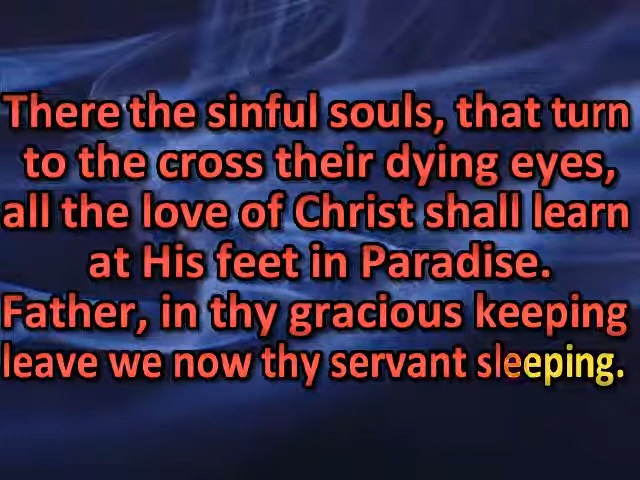 There the sinful souls, that turn
to the cross their dying eyes,
all the love of Christ shall learn
at His feet in Paradise.
Father, in thy gracious keeping
leave we now thy servant sleeping.